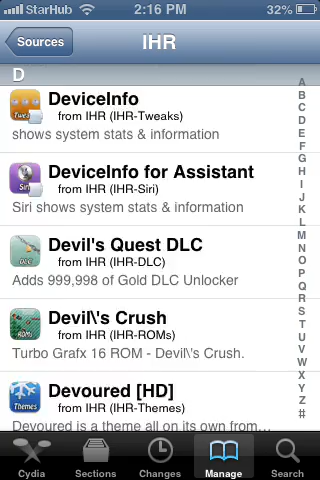 StarHub 2:16 PM 32%
Sources IHR
D
DeviceInfo
from IHR (IHR-Tweaks)
shows system stats & information
DeviceInfo for Assistant
from IHR (IHR-Siri)
Siri shows system stats & information
Devil's Quest DLC
from IHR (IHR-DLC)
Adds 999,998 of Gold DLC Unlocker
Devil\'s Crush
from IHR (IHR-ROMs)
Turbo Grafx 16 ROM - Devil\'s Crush.
Devoured [HD]
from IHR (IHR-Themes)
Devoured is a theme all on its own from…
A
B
C
D
E
F
G
H
I
J
K
L
M
N
O
P
Q
R
S
T
U
V
W
X
Y
Z
#
Cydia Sections Changes Manage Search